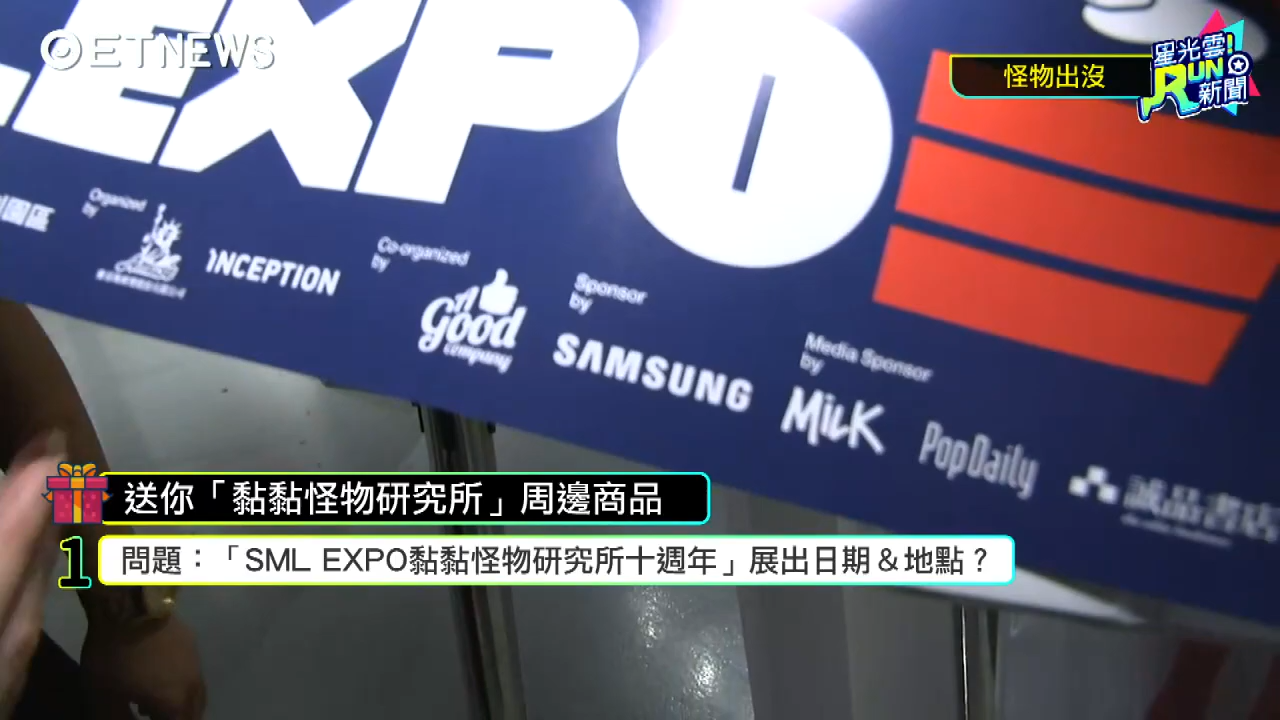 ETNEWS
EXPO
怪物出沒
星光雲
RUN!
新聞
園區
Organized
by
INCEPTION
Co-organized
by
A
Good
Company
Sponsor
by
SAMSUNG
Media Sponsor
by
MiLK
PopDaily
誠品書店
送你「黏黏怪物研究所」周邊商品
1
問題：「SML EXPO黏黏怪物研究所十週年」展出日期＆地點？